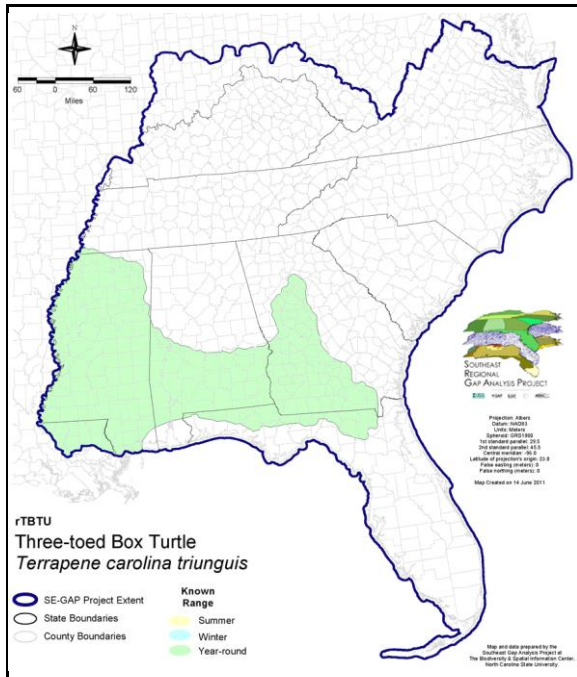 N
60 0 60 120
Miles
SOUTHEAST
REGIONAL
GAP ANALYSIS PROJECT
Projection: Albers
Datum: NAD83
Units: Meters
Spheroid: GRS1980
1st standard parallel: 29.5
2nd standard parallel: 45.5
Central meridian: -96.0
Latitude of projection's origin: 23.0
False easting (meters): 0
False northing (meters): 0
Map Created on 14 June 2011
rTBTU
Three-toed Box Turtle
Terrapene carolina triunguis
SE-GAP Project Extent
State Boundaries
County Boundaries
Known
Range
Summer
Winter
Year-round
Map and data prepared by the
Southeast Gap Analysis Project at
The Biodiversity & Spatial Information Center,
North Carolina State University.